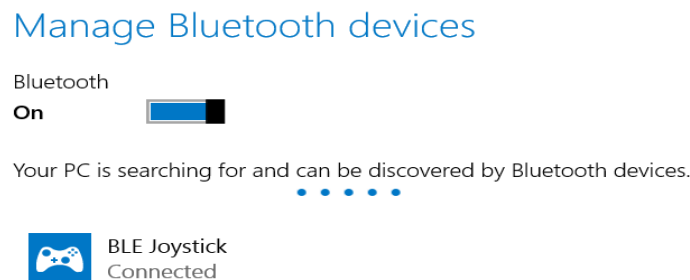 Manage Bluetooth devices
Bluetooth
On
Your PC is searching for and can be discovered by Bluetooth devices.
BLE Joystick
Connected